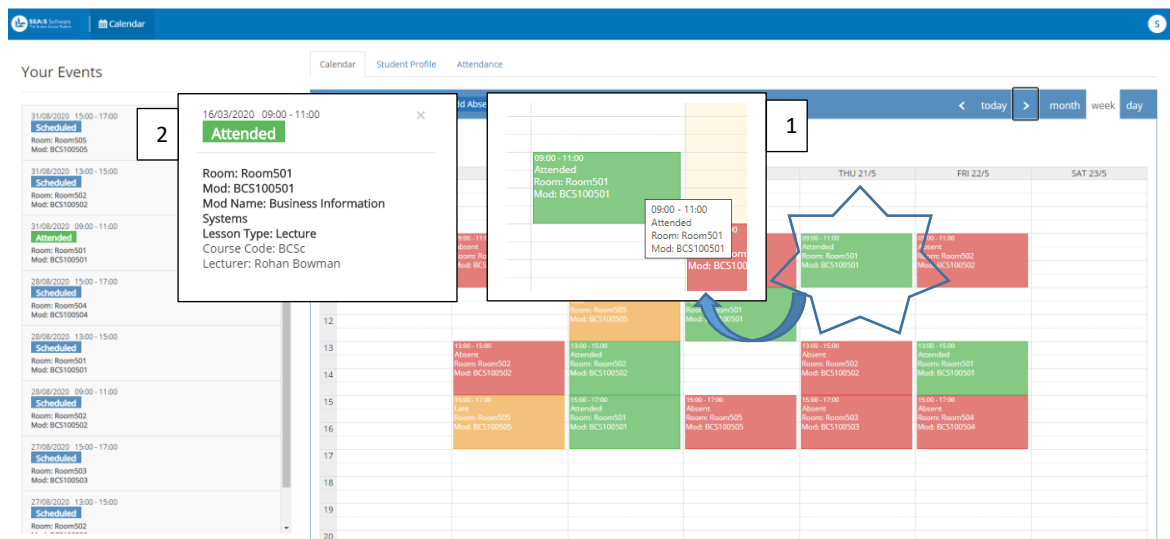 SEAtS Software
Calendar
S
Your Events
Calendar
Student Profile
Attendance
31/08/2020 15:00 - 17:00
Scheduled
Room: Room505
Mod: BCS100505
31/08/2020 13:00 - 15:00
Scheduled
Room: Room502
Mod: BCS100502
31/08/2020 09:00 - 11:00
Attended
Room: Room501
Mod: BCS100501
28/08/2020 15:00 - 17:00
Scheduled
Room: Room504
Mod: BCS100504
28/08/2020 13:00 - 15:00
Scheduled
Room: Room501
Mod: BCS100501
28/08/2020 09:00 - 11:00
Scheduled
Room: Room502
Mod: BCS100502
27/08/2020 15:00 - 17:00
Scheduled
Room: Room503
Mod: BCS100503
27/08/2020 13:00 - 15:00
Scheduled
Room: Room502
2
16/03/2020 09:00 - 11:00
×
Attended
Room: Room501
Mod: BCS100501
Mod Name: Business Information
Systems
Lesson Type: Lecture
Course Code: BCSc
Lecturer: Rohan Bowman
1
09:00 - 11:00
Attended
Room: Room501
Mod: BCS100501
09:00 - 11:00
Attended
Room: Room501
Mod: BCS100501
Mod: BCS100
< today > month week day
THU 21/5
FRI 22/5
SAT 23/5
09:00 - 11:00
Attended
Room: Room501
Mod: BCS100501
09:00 - 11:00
Absent
Room: Room502
Mod: BCS100502
12
Room: Room505
Mod: BCS100505
Room: Room501
Mod: BCS100501
13
14
13:00 - 15:00
Absent
Room: Room502
Mod: BCS100502
13:00 - 15:00
Attended
Room: Room502
Mod: BCS100502
13:00 - 15:00
Absent
Room: Room502
Mod: BCS100502
13:00 - 15:00
Attended
Room: Room501
Mod: BCS100501
15
16
15:00 - 17:00
Late
Room: Room505
Mod: BCS100505
15:00 - 17:00
Attended
Room: Room501
Mod: BCS100501
15:00 - 17:00
Absent
Room: Room505
Mod: BCS100505
15:00 - 17:00
Absent
Room: Room503
Mod: BCS100503
15:00 - 17:00
Absent
Room: Room504
Mod: BCS100504
17
18
19
20